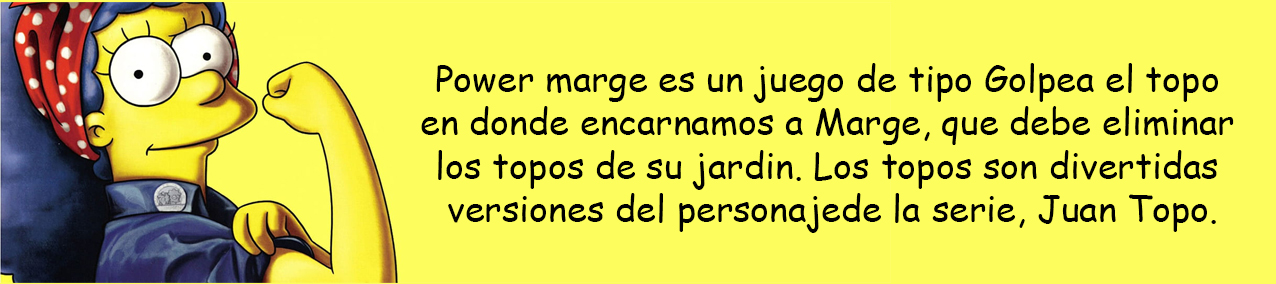 Power marge es un juego de tipo Golpea el topo
en donde encarnamos a Marge, que debe eliminar
los topos de su jardin. Los topos son divertidas
versiones del personajede la serie, Juan Topo.